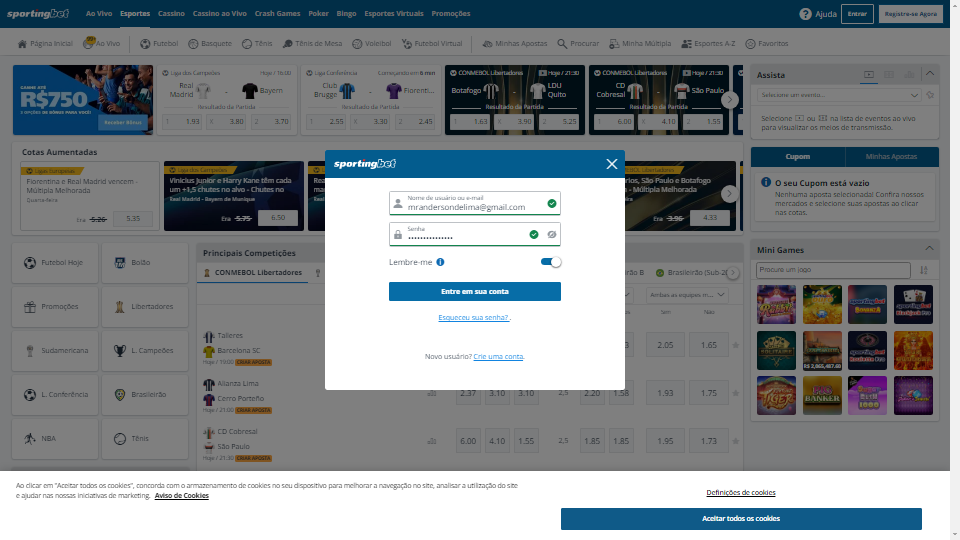 sportingbet
Ao Vivo Esportes Cassino Cassino ao Vivo Crash Games Poker Bingo Esportes Virtuais Promoções
Ajuda Entrar Registre-se Agora
Página Inicial Ao Vivo Futebol Basquete Tênis Tênis de Mesa Voleibol Futebol Virtual Minhas Apostas Procurar Minha Múltipla Esportes A-Z Favoritos
R$750
Receber Bônus
Liga dos Campeões Hoje / 16:00
Real Madrid - Bayern
Resultado da Partida
1 1.93 X 3.80 2 3.70
Liga Conferência Começando em 6 min
Club Brugge - Fiorenti...
Resultado da Partida
1 2.55 X 3.30 2 2.45
CONMEBOL Libertadores Hoje / 21:30
Botafogo - LDU Quito
Resultado da Partida
1 1.63 X 3.90 2 5.25
CONMEBOL Libertadores Hoje / 21:30
CD Cobresal - São Paulo
Resultado da Partida
1 6.00 X 4.10 2 1.55
Assista
Selecione um evento...
Selecione ou na lista de eventos ao vivo
para visualizar os meios de transmissão.
Cotas Aumentadas
Ligas Europeias
Fiorentina e Real Madrid vencem -
Múltipla Melhorada
Quarta-Feira
Era 5.26 5.35
Liga dos Campeões
Vinicius Junior e Harry Kane têm cada
um +1,5 chutes no alvo - Chutes no
Real Madrid - Bayern de Munique
Era 5.75 6.50
São Paulo e Botafogo
Múltipla Melhorada
Era 3.96 4.33
Cupom Minhas Apostas
O seu Cupom está vazio
Nenhuma aposta selecionada! Confira nossos
mercados e selecione suas apostas ao clicar
nas cotas.
sportingbet
Nome de usuário ou e-mail
mrandersondelima@gmail.com
Senha
Lembre-me
Entre em sua conta
Esqueceu sua senha? .
Novo usuário? Crie uma conta.
Futebol Hoje Bolão
Promoções Libertadores
Sudamericana L. Campeões
L. Conferência Brasileirão
NBA Tênis
Principais Competições
CONMEBOL Libertadores
Brasileirão B Brasileirão (Sub-20
Ambas as equipes m...
Sim Não
Talleres
Barcelona SC
Hoje / 19:00 CRIAR APOSTA
2.05 1.65
Alianza Lima
Cerro Porteño
Hoje / 21:00 CRIAR APOSTA
2.37 3.10 3.10 2,5 2.20 1.58 1.93 1.75
CD Cobresal
São Paulo
Hoje / 21:30 CRIAR APOSTA
6.00 4.10 1.55 2,5 1.85 1.85 1.95 1.73
Mini Games
Procure um jogo
Ao clicar em "Aceitar todos os cookies", concorda com o armazenamento de cookies no seu dispositivo para melhorar a navegação no site, analisar a utilização do site
e ajudar nas nossas iniciativas de marketing. Aviso de Cookies
Definições de cookies
Aceitar todos os cookies